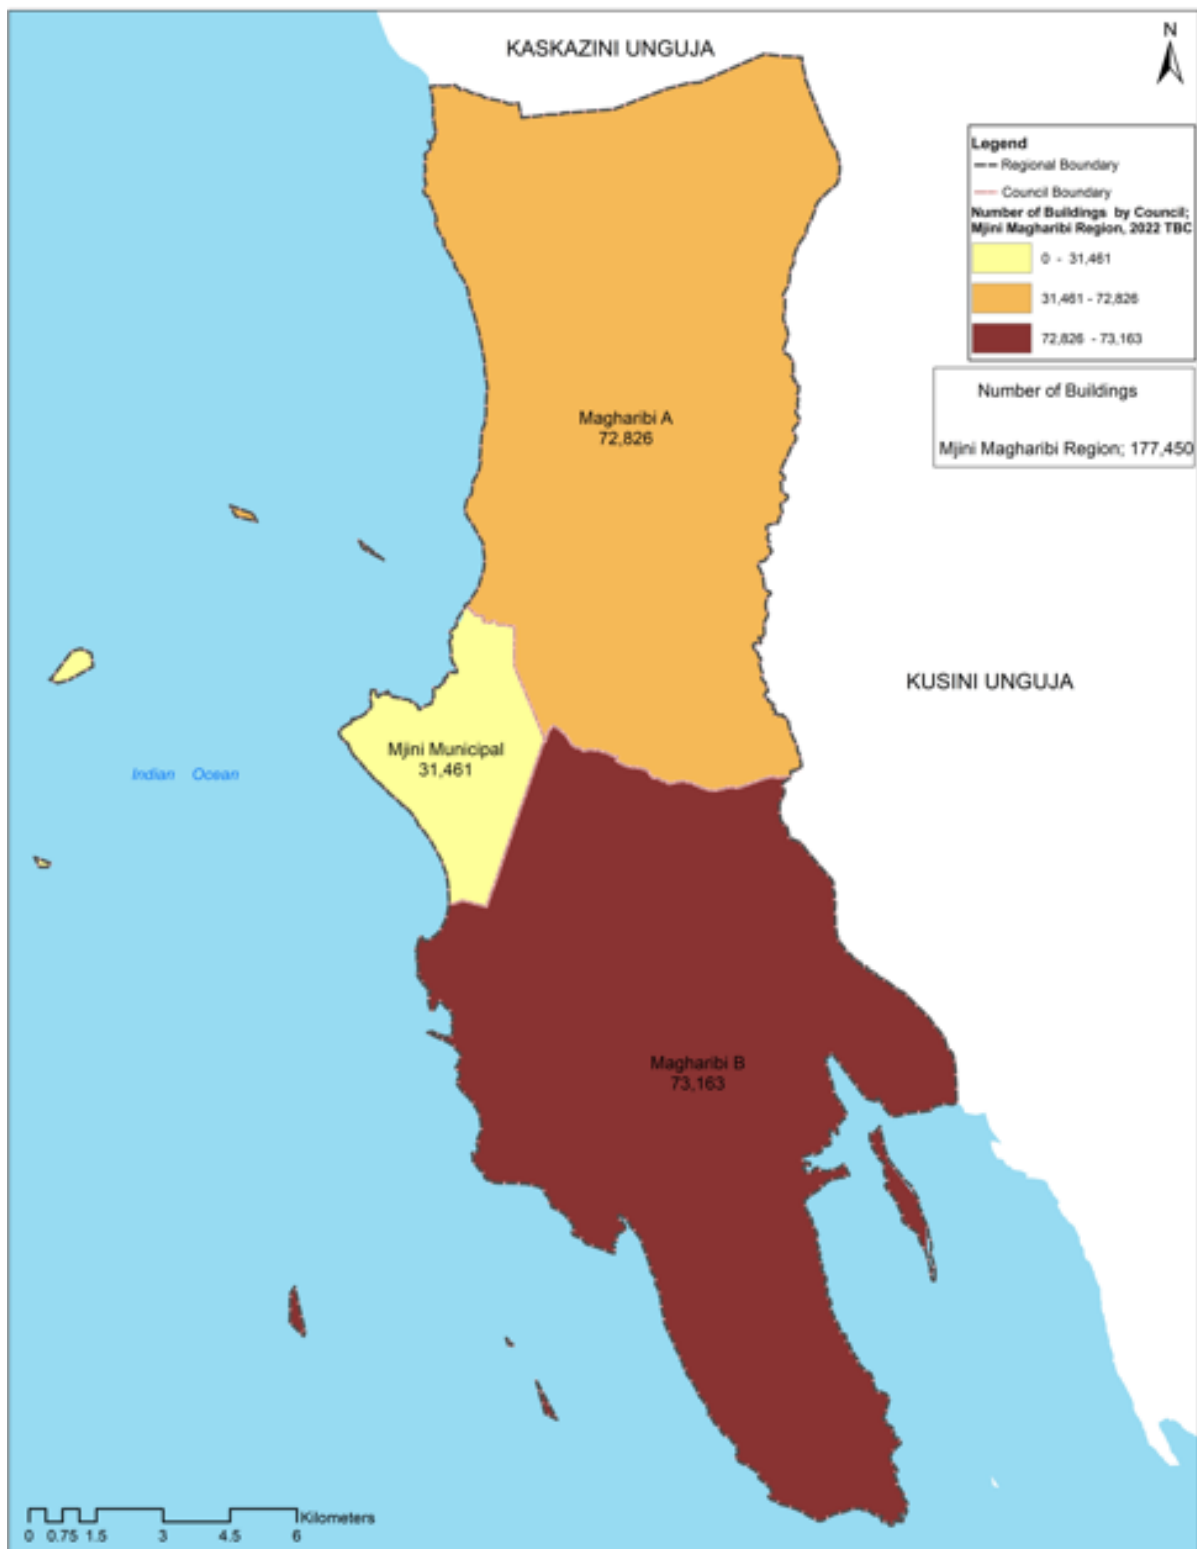 KASKAZINI UNGUJA
N
Legend
Regional Boundary
Council Boundary
Number of Buildings by Council;
Mjini Magharibi Region, 2022 TBC
0 - 31,461
31,461 - 72,826
72,826 - 73,163
Number of Buildings
Mjini Magharibi Region; 177,450
Magharibi A
72,826
KUSINI UNGUJA
Mjini Municipal
31,461
Indian Ocean
Magharibi B
73,163
Kilometers
0 0.75 1.5 3 4.5 6